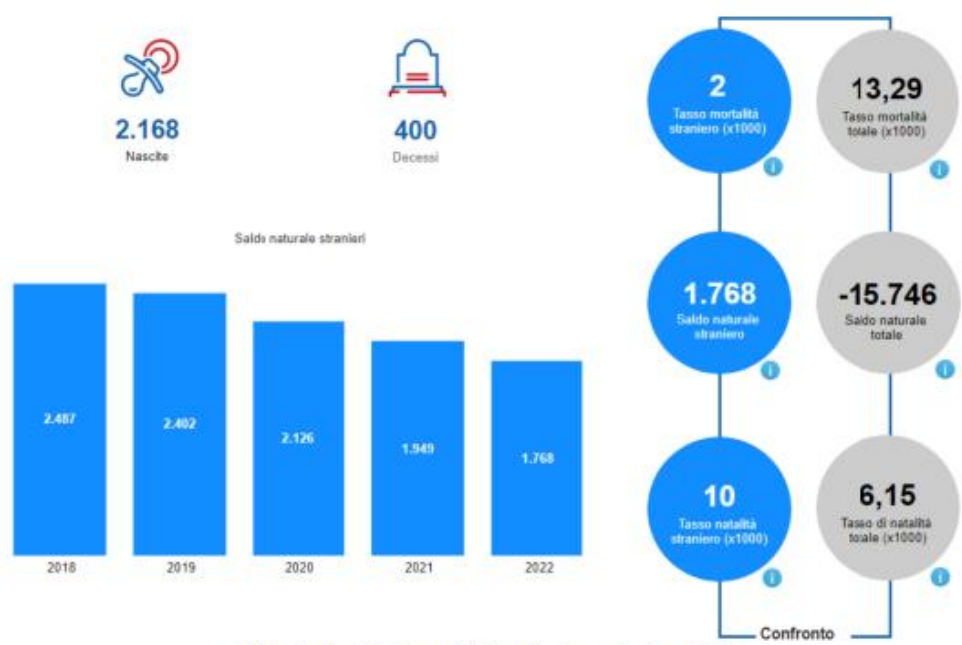 2.168
Nascite
400
Decessi
Saldo naturale stranieri
2.487
2.402
2.126
1.949
1.768
2018
2019
2020
2021
2022
2
Tasso mortalità
straniero (x1000)
13,29
Tasso mortalità
totale (x1000)
1.768
Saldo naturale
straniero
-15.746
Saldo naturale
totale
10
Tasso natalità
straniero (x1000)
6,15
Tasso di natalità
totale (x1000)
i
i
i
i
i
i
Confronto